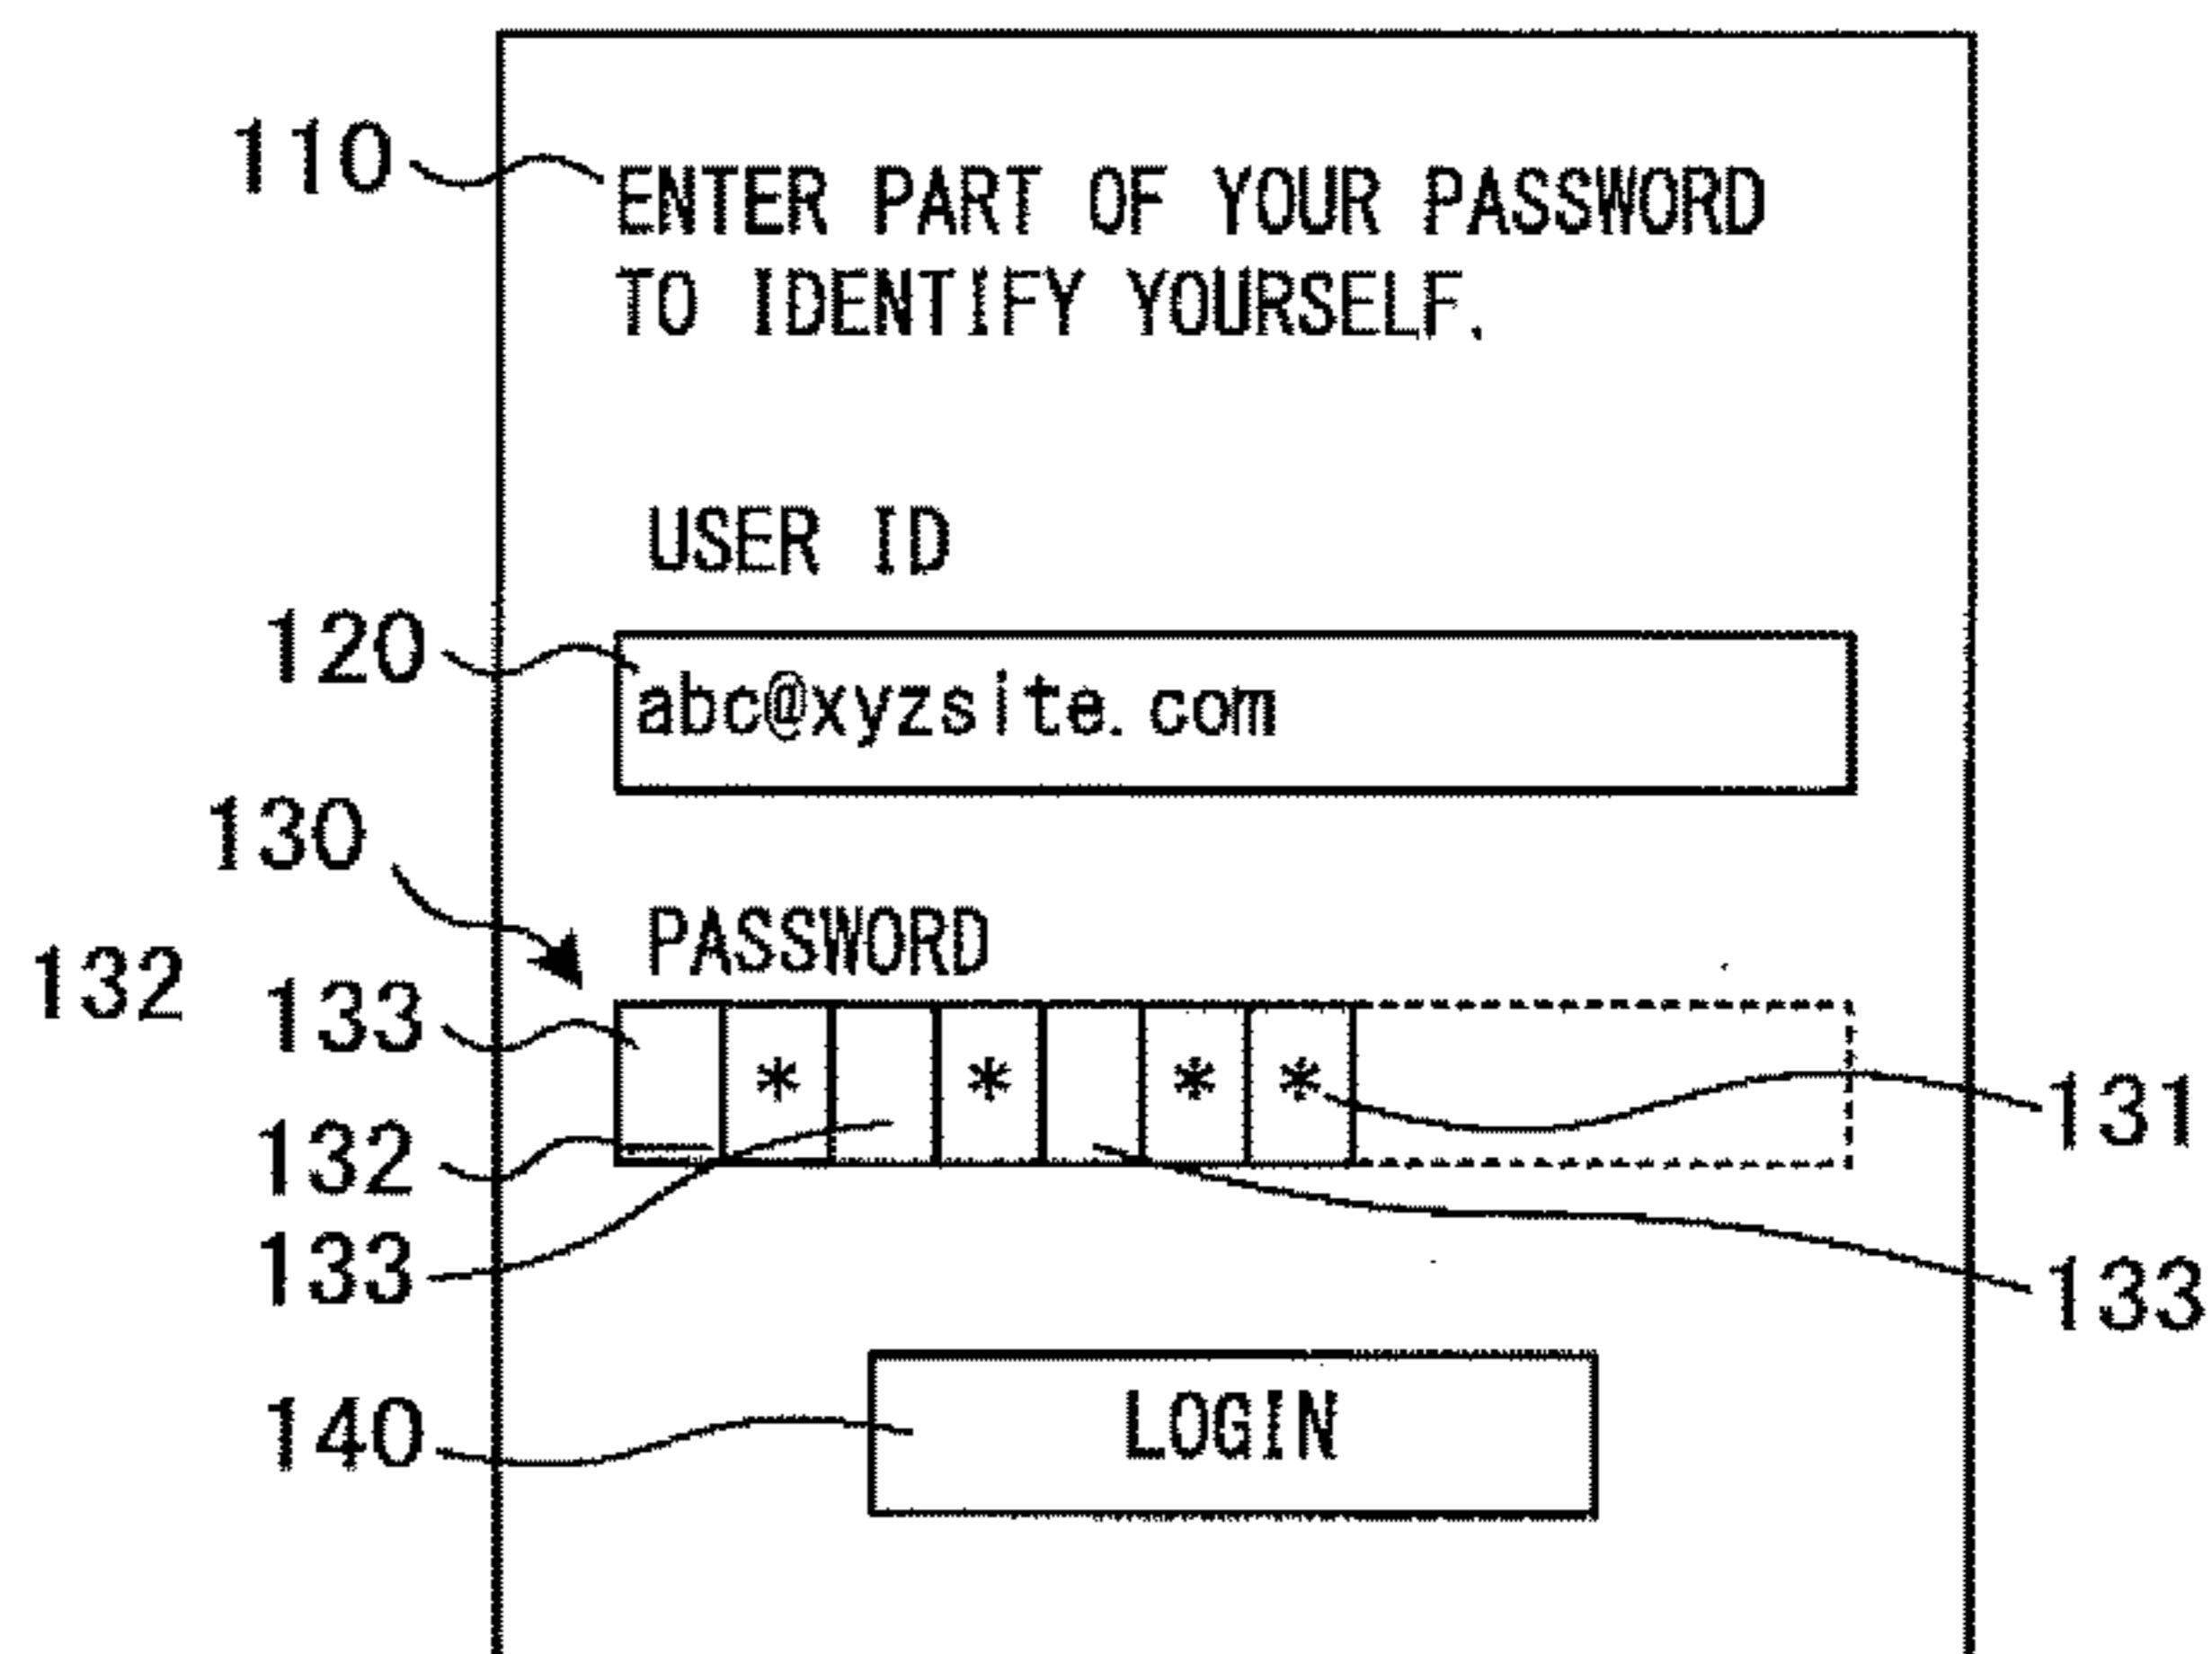 110
ENTER PART OF YOUR PASSWORD
TO IDENTIFY YOURSELF.
USER ID
120
abc@xyzsite.com
130
PASSWORD
132
133
* * * *
131
132
133
133
140
LOGIN